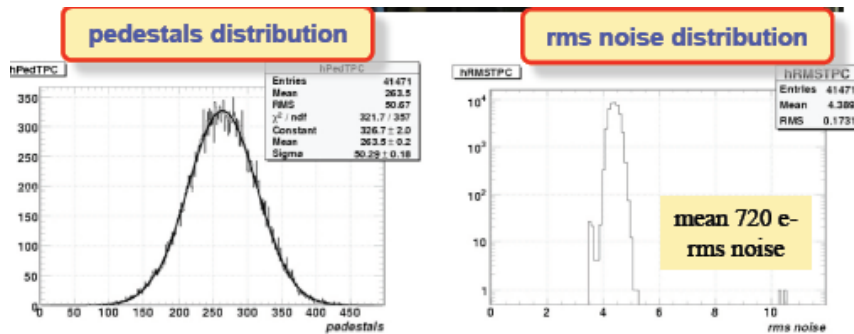 pedestals distribution
hPedTPC
hPedTPC
Entries 41471
Mean 263.5
RMS 50.67
χ² / ndf 321.7 / 357
Constant 326.7 ± 2.0
Mean 263.5 ± 0.2
Sigma 50.29 ± 0.18
350
300
250
200
150
100
50
0
0 50 100 150 200 250 300 350 400 450
pedestals
rms noise distribution
hRMSTPC
hRMSTPC
Entries 41471
Mean 4.389
RMS 0.1731
10⁴
10³
10²
10
1
mean 720 e-
rms noise
0 2 4 6 8 10
rms noise